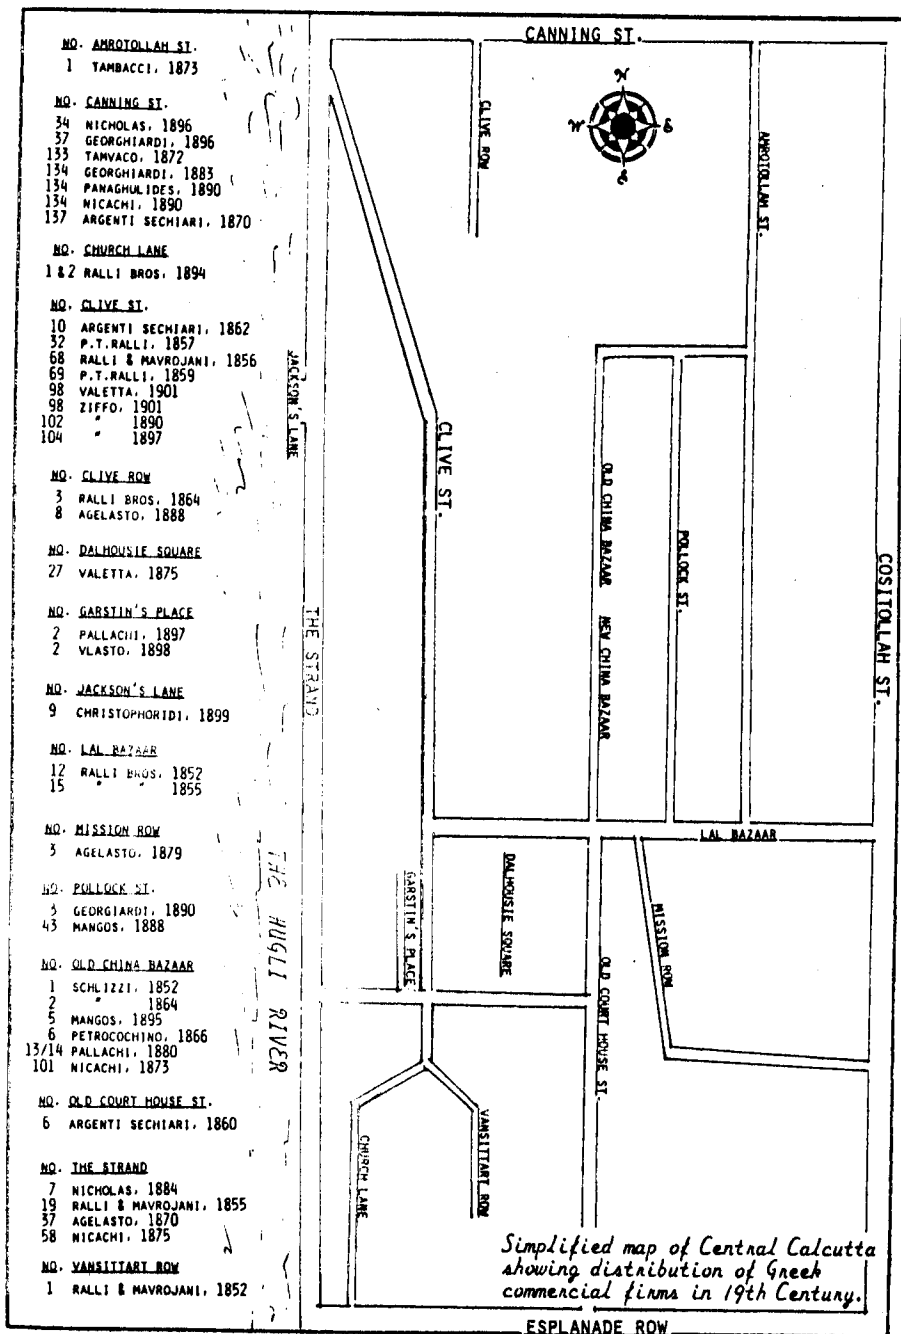 NO. AMROTOLLAH ST.
1 TAMBACCI, 1873
NO. CANNING ST.
34 NICHOLAS, 1896
37 GEORGHIARDI, 1896
133 TAMVACO, 1872
134 GEORGHIARDI, 1883
134 PANAGHULIDES, 1890
134 NICACHI, 1890
137 ARGENTI SECHIARI, 1870
NO. CHURCH LANE
1 & 2 RALLI BROS, 1894
NO. CLIVE ST.
10 ARGENTI SECHIARI, 1862
32 P.T.RALLI, 1857
68 RALLI & MAVROJANI, 1856
69 P.T.RALLI, 1859
98 VALETTA, 1901
98 ZIFFO, 1901
102 " 1890
104 " 1897
NO. CLIVE ROW
3 RALLI BROS, 1864
8 AGELASTO, 1888
NO. DALHOUSIE SQUARE
27 VALETTA, 1875
NO. GARSTIN'S PLACE
2 PALLACHI, 1897
2 VLASTO, 1898
NO. JACKSON'S LANE
9 CHRISTOPHORIDI, 1899
NO. LAL BAZAAR
12 RALLI BROS, 1852
15 " " 1855
NO. MISSION ROW
3 AGELASTO, 1879
NO. POLLOCK ST.
3 GEORGIARDI, 1890
43 MANGOS, 1888
NO. OLD CHINA BAZAAR
1 SCHLIZZI, 1852
2 " 1864
5 MANGOS, 1895
6 PETROCOCHINO, 1866
13/14 PALLACHI, 1880
101 NICACHI, 1873
NO. OLD COURT HOUSE ST.
6 ARGENTI SECHIARI, 1860
NO. THE STRAND
7 NICHOLAS, 1884
19 RALLI & MAVROJANI, 1855
37 AGELASTO, 1870
58 NICACHI, 1875
NO. VANSITTART ROW
1 RALLI & MAVROJANI, 1852
CANNING ST.
N
W
S
S
CLIVE ROW
AMROTOLLAH ST.
JACKSON'S LANE
CLIVE ST.
OLD CHINA BAZAAR
NEW CHINA BAZAAR
POLLOCK ST.
COSITOLLAH ST.
THE STRAND
LAL BAZAAR
THE HUGLI RIVER
GARSTIN'S PLACE
DALHOUSIE SQUARE
OLD COURT HOUSE ST.
MISSION ROW
CHURCH LANE
VANSITTART ROW
Simplified map of Central Calcutta
showing distribution of Greek
commercial firms in 19th Century.
ESPLANADE ROW